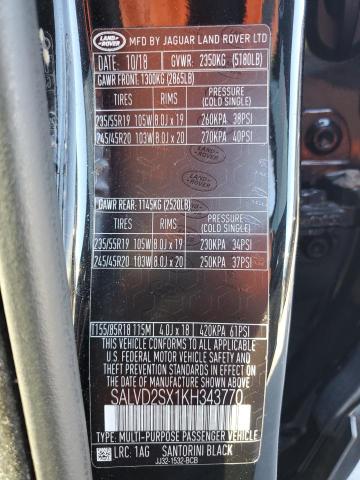 LAND-ROVER MFD BY JAGUAR LAND ROVER LTD
DATE: 10/18 GVWR: 2350KG (5180LB)
GAWR FRONT: 1300KG (2865LB)
TIRES RIMS PRESSURE (COLD SINGLE)
235/55R19 105W 8.0J x 19 260KPA 38PSI
245/45R20 103W 8.0J x 20 270KPA 40PSI
GAWR REAR: 1145KG (2520LB)
TIRES RIMS PRESSURE (COLD SINGLE)
235/55R19 105W 8.0J x 19 230KPA 34PSI
245/45R20 103W 8.0J x 20 250KPA 37PSI
T155/85R18 115M 4.0J x 18 420KPA 61PSI
THIS VEHICLE CONFORMS TO ALL APPLICABLE
FEDERAL MOTOR VEHICLE SAFETY, BUMPER, AND
THEFT PREVENTION STANDARDS IN EFFECT ON
THE DATE OF MANUFACTURE SHOWN ABOVE.
SALVD2SX1KH343770
TYPE: MULTI-PURPOSE PASSENGER VEHICLE
LRC: 1AG SANTORINI BLACK
JJ32-1532-BCB